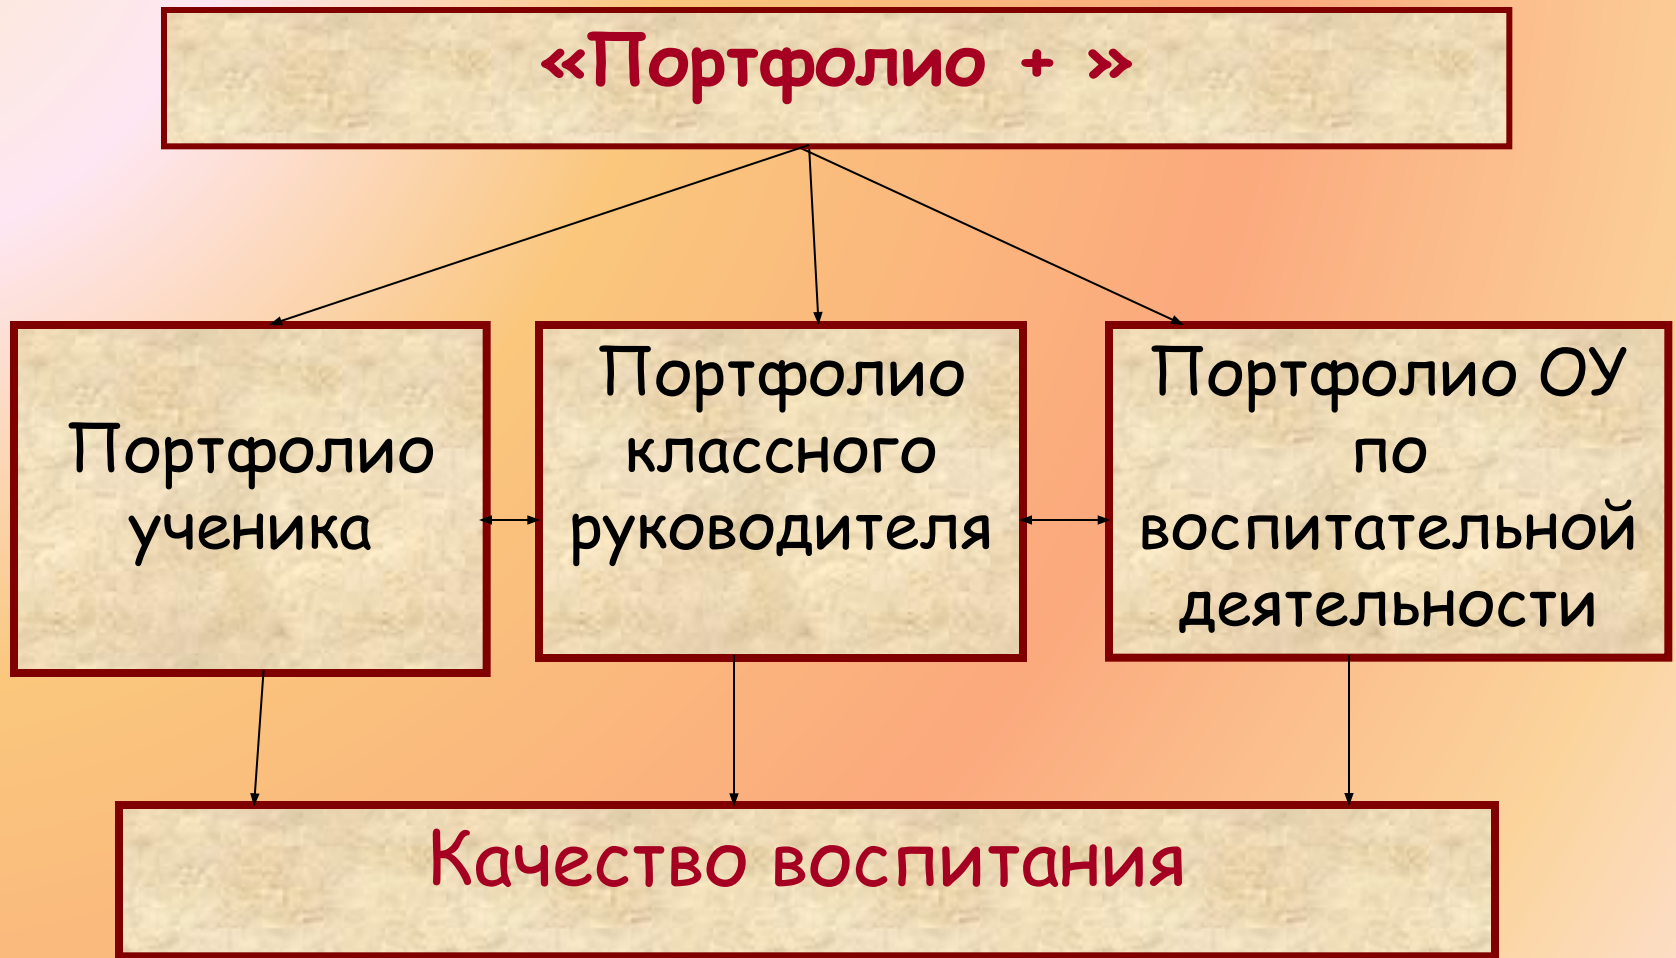 «Портфолио + »
Портфолио
ученика
Портфолио
классного
руководителя
Портфолио ОУ
по
воспитательной
деятельности
Качество воспитания